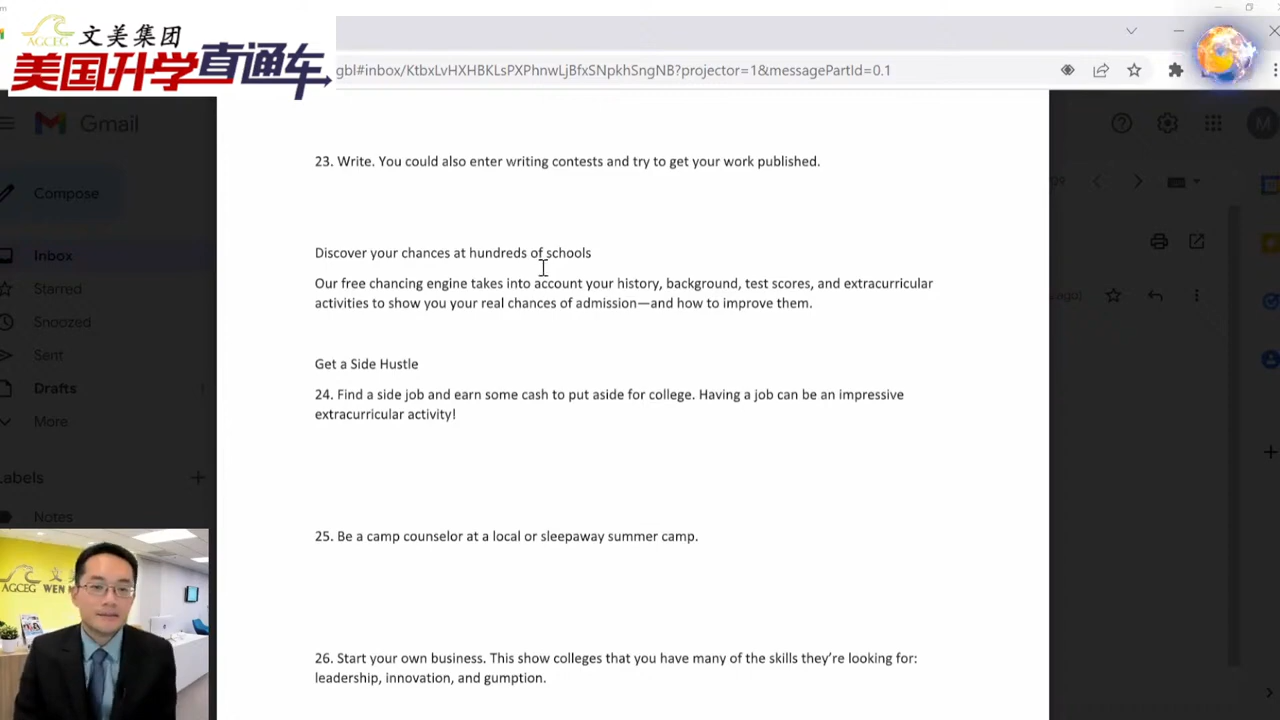 AGCEG 文美集团
美国升学直通车
gbl#inbox/KtbxLvHXHBKLsPXPhnwLjBfxSNpkhSngNB?projector=1&messagePartId=0.1
Gmail
M
Compose
Inbox
Starred
Snoozed
Sent
Drafts 1
More
Labels
Notes
ago)
23. Write. You could also enter writing contests and try to get your work published.
Discover your chances at hundreds of schools
Our free chancing engine takes into account your history, background, test scores, and extracurricular
activities to show you your real chances of admission—and how to improve them.
Get a Side Hustle
24. Find a side job and earn some cash to put aside for college. Having a job can be an impressive
extracurricular activity!
25. Be a camp counselor at a local or sleepaway summer camp.
26. Start your own business. This show colleges that you have many of the skills they’re looking for:
leadership, innovation, and gumption.
AGCEG WEN